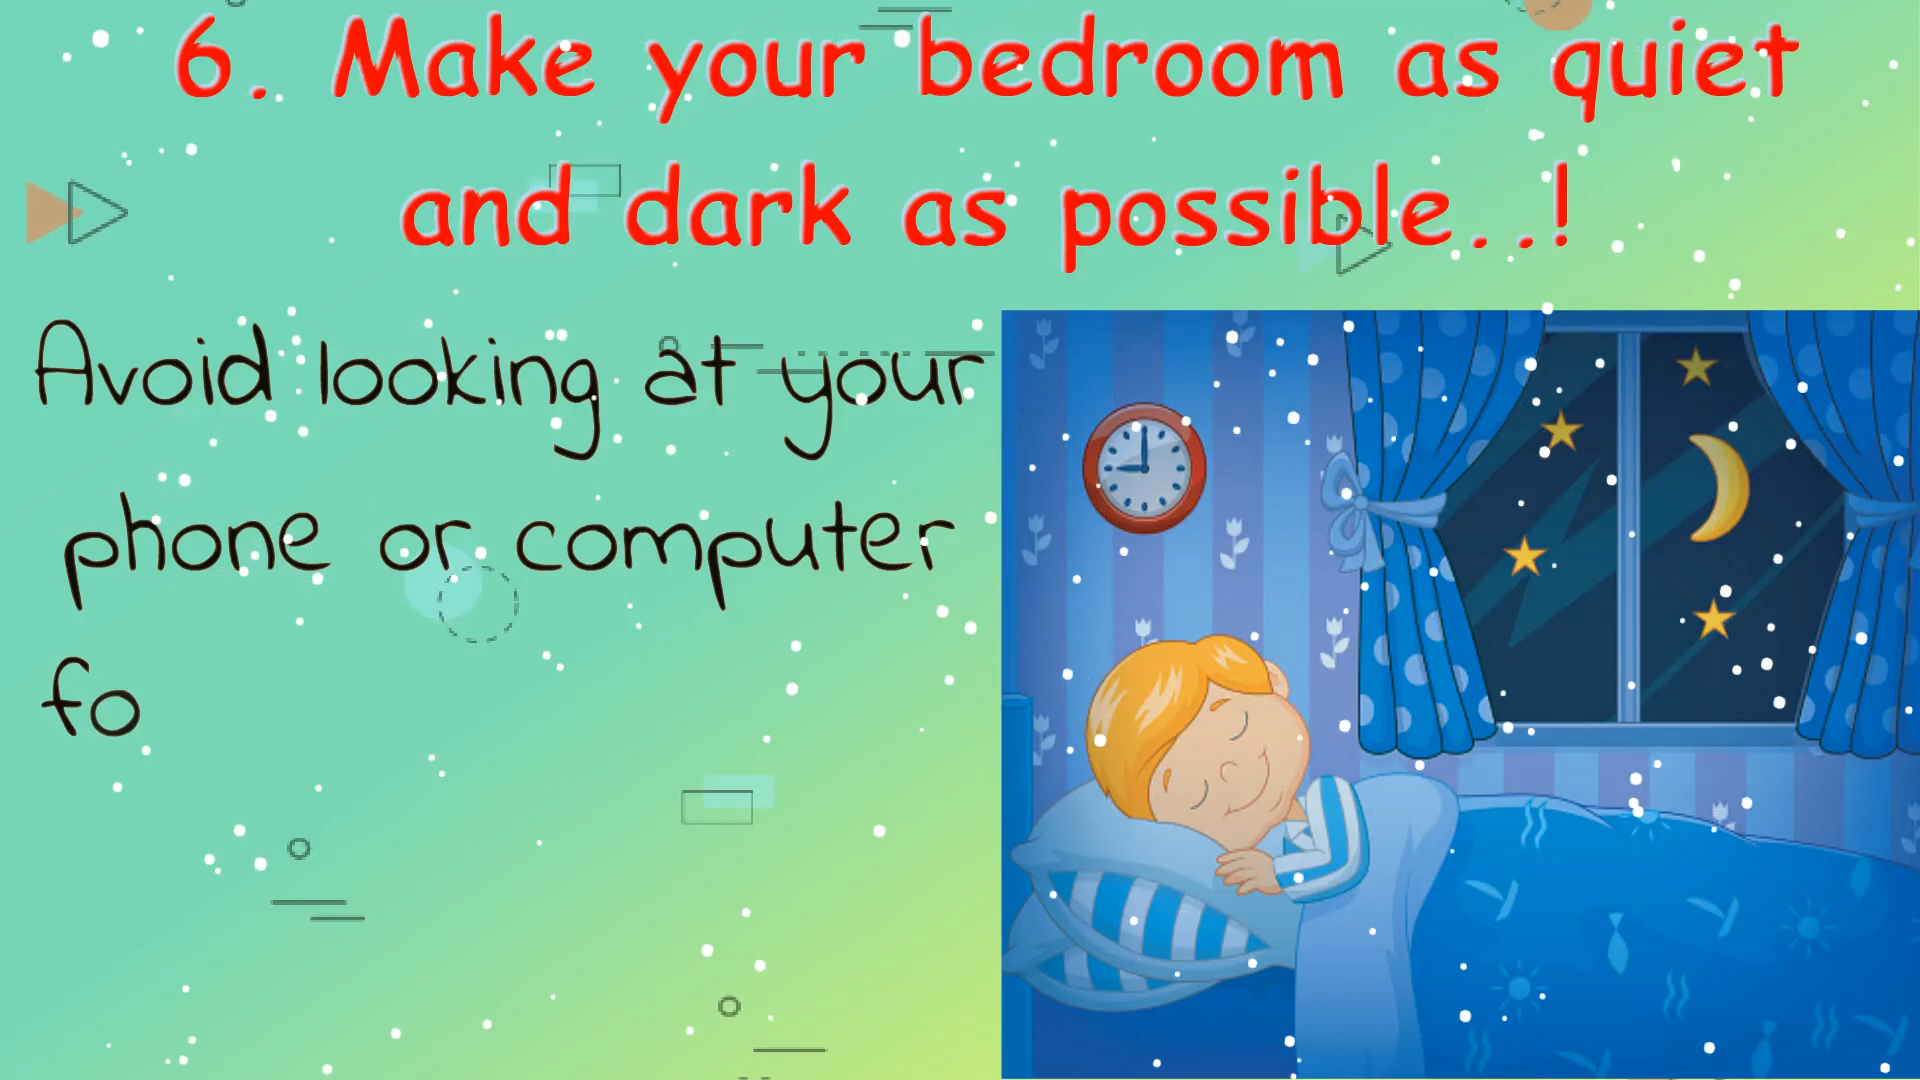 6. Make your bedroom as quiet
and dark as possible..!
Avoid looking at your
phone or computer
fo